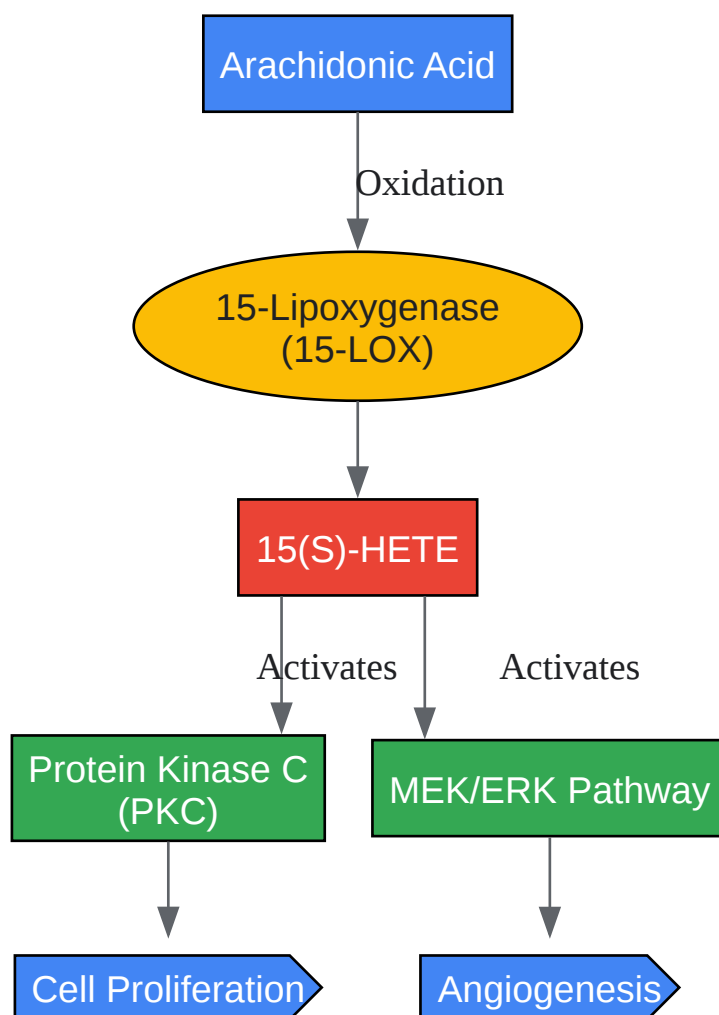 Arachidonic Acid
Oxidation
15-Lipoxygenase
(15-LOX)
15(S)-HETE
Activates
Activates
Protein Kinase C
(PKC)
MEK/ERK Pathway
Cell Proliferation
Angiogenesis